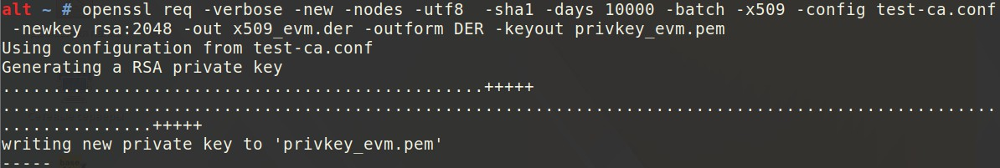 alt ~ # openssl req -verbose -new -nodes -utf8  -sha1 -days 10000 -batch -x509 -config test-ca.conf
 -newkey rsa:2048 -out x509_evm.der -outform DER -keyout privkey_evm.pem
Using configuration from test-ca.conf
Generating a RSA private key
................................................+++++
...................................................................................................
...............+++++
writing new private key to 'privkey_evm.pem'
-----